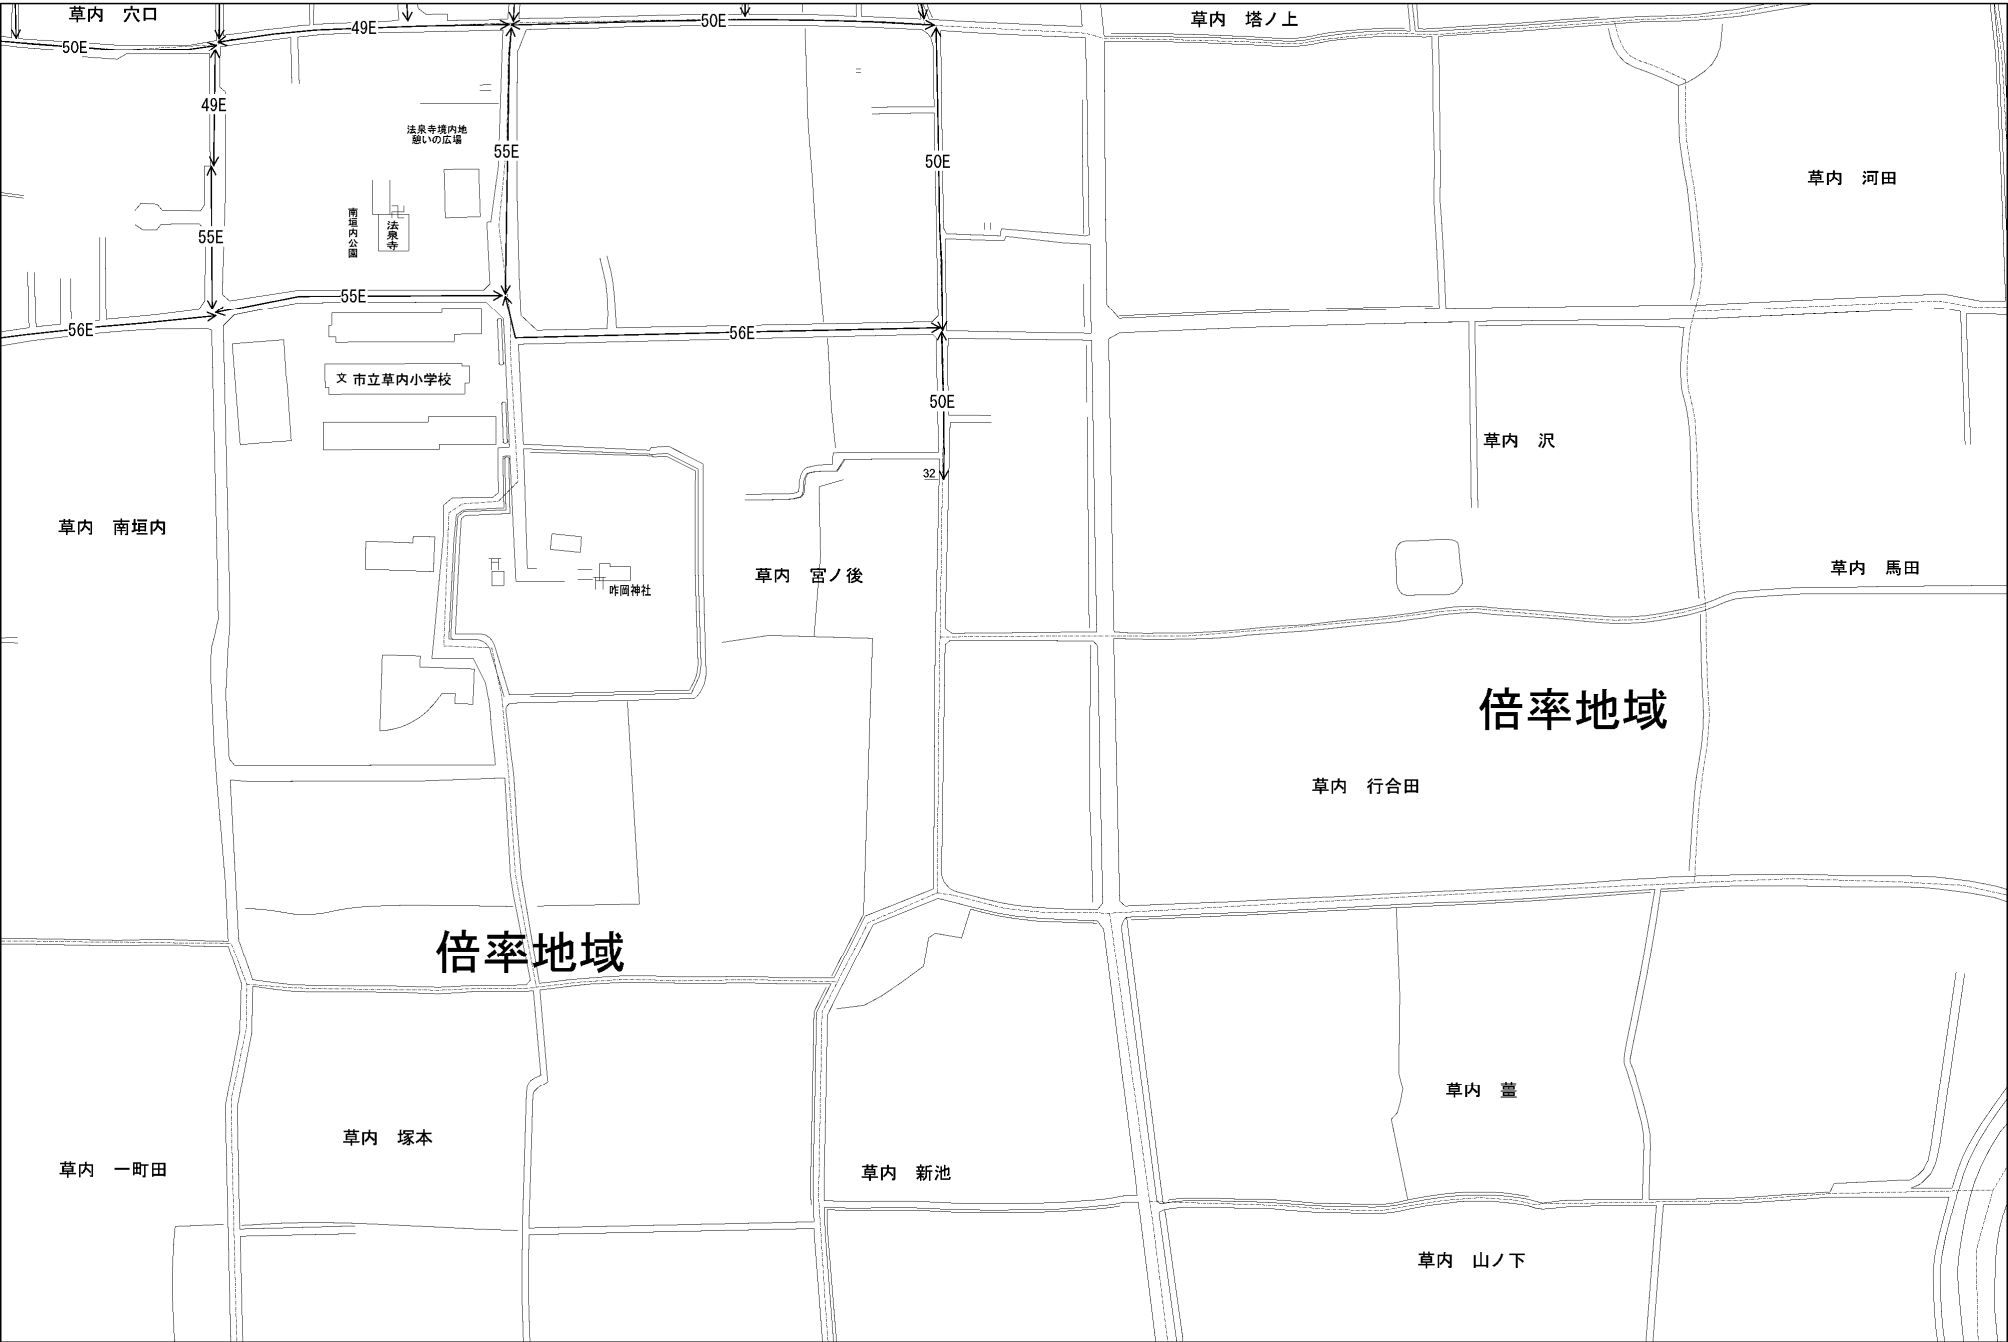 草内　穴口
草内　塔ノ上
49E
50E
50E
49E
法泉寺境内地
憩いの広場
55E
50E
草内　河田
南垣内公園
法泉寺
55E
55E
56E
56E
文 市立草内小学校
50E
草内　沢
32
草内　南垣内
草内　宮ノ後
草内　馬田
咋岡神社
倍率地域
草内　行合田
倍率地域
草内　薑
草内　塚本
草内　一町田
草内　新池
草内　山ノ下